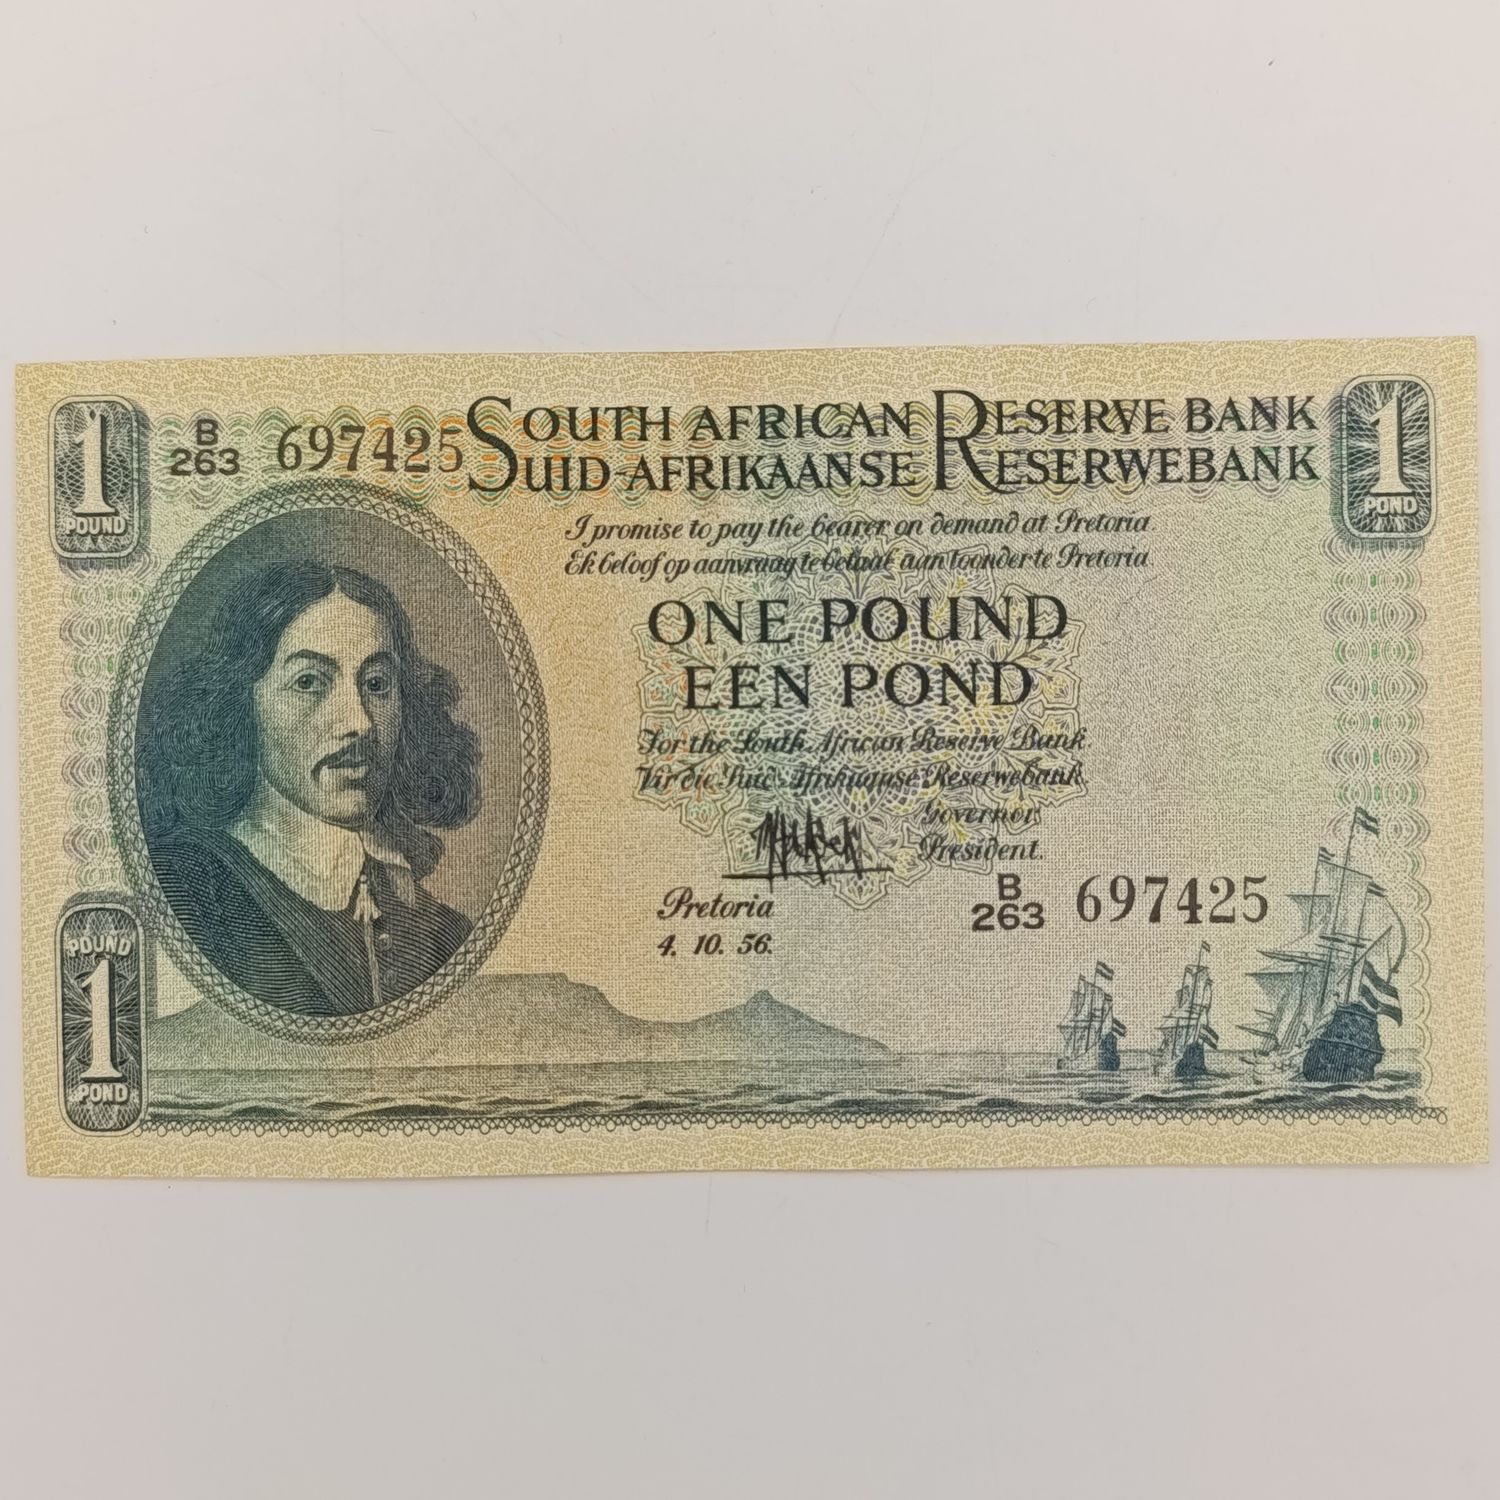 1
POUND
B
263 697425
SOUTH AFRICAN RESERVE BANK
SUID-AFRIKAANSE RESERWEBANK
1
POND
I promise to pay the bearer on demand at Pretoria
Ek beloof op aanvraag te betaal aan toonder te Pretoria
ONE POUND
EEN POND
For the South African Reserve Bank
Vir die Suid-Afrikaanse Reserwebank
Governor.
President.
Pretoria
4. 10. 56.
B
263 697425
POUND
1
POND